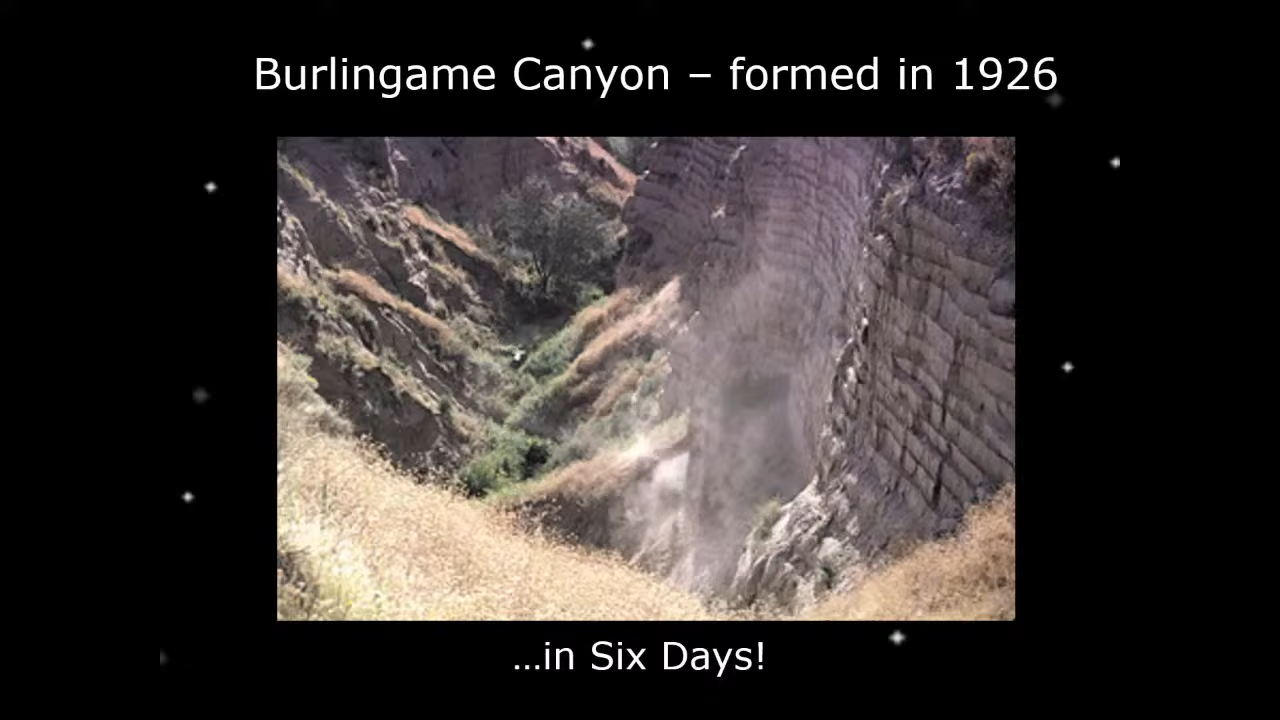 Burlingame Canyon – formed in 1926
…in Six Days!